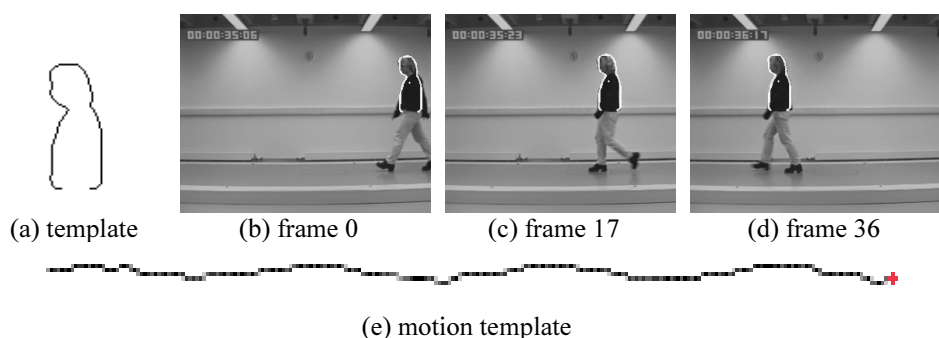 00:00:35:06
00:00:35:23
00:00:36:17
(a) template
(b) frame 0
(c) frame 17
(d) frame 36
(e) motion template